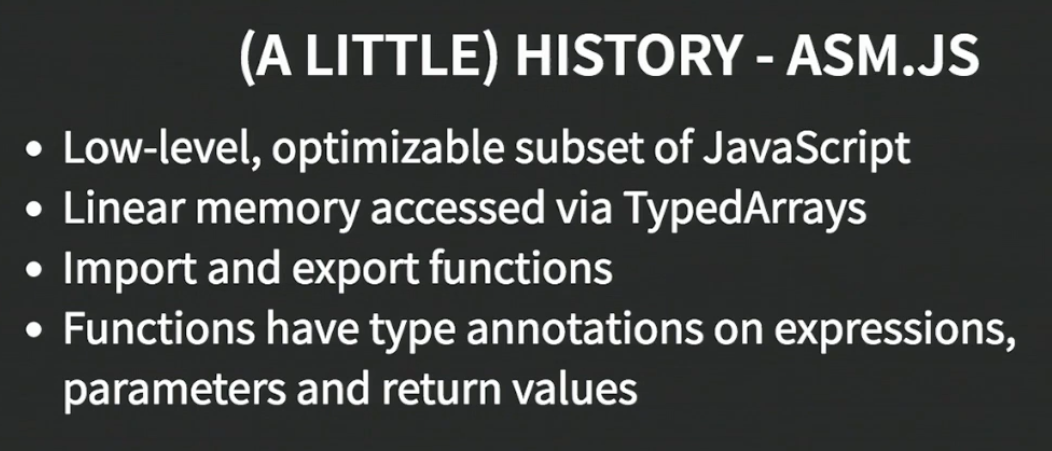 (A LITTLE) HISTORY - ASM.JS
• Low-level, optimizable subset of JavaScript
• Linear memory accessed via TypedArrays
• Import and export functions
• Functions have type annotations on expressions,
parameters and return values